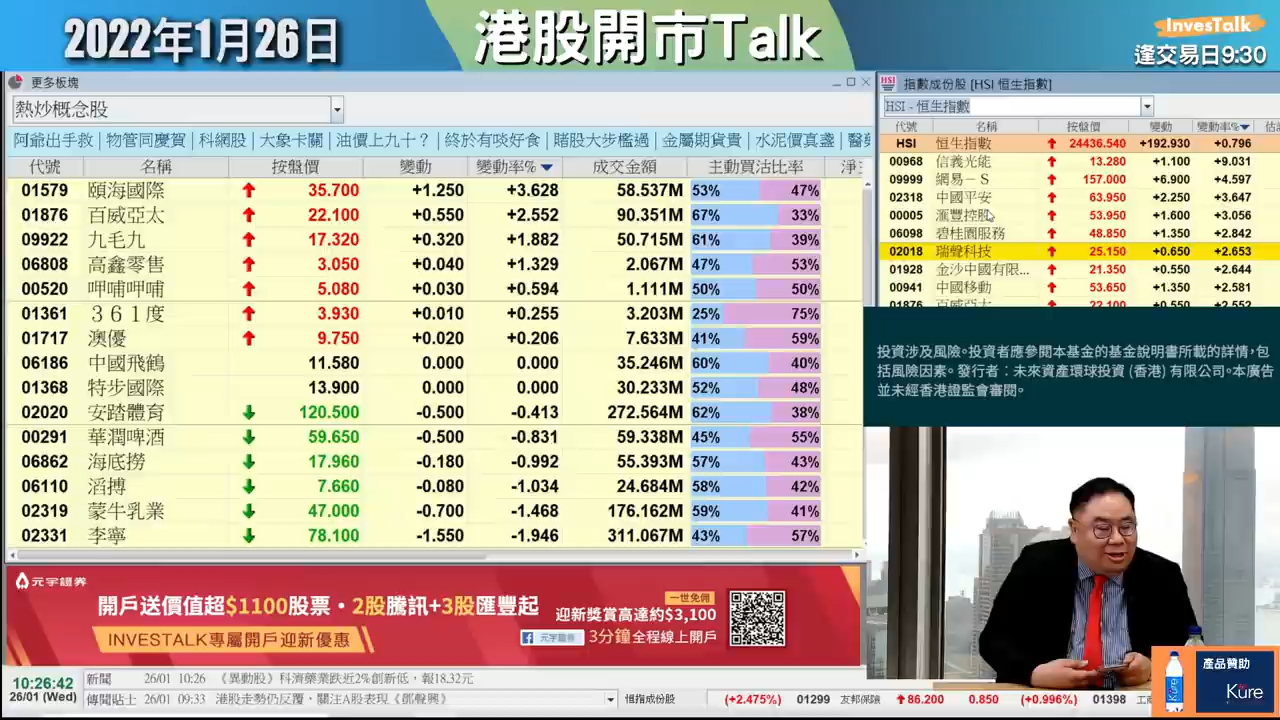 2022年1月26日
港股開市Talk
InvesTalk
逢交易日9:30
更多板塊
熱炒概念股
阿爺出手救 | 物管同慶賀 | 科網股 | 大象卡關 | 油價上九十？ | 終於有啖好食 | 賭股大步檻過 | 金屬期貨貴 | 水泥價真盞 | 醫藥
代號 名稱 按盤價 變動 變動率% 成交金額 主動買沽比率 淨主
01579 頤海國際 35.700 +1.250 +3.628 58.537M 53% 47%
01876 百威亞太 22.100 +0.550 +2.552 90.351M 67% 33%
09922 九毛九 17.320 +0.320 +1.882 50.715M 61% 39%
06808 高鑫零售 3.050 +0.040 +1.329 2.067M 47% 53%
00520 呷哺呷哺 5.080 +0.030 +0.594 1.111M 50% 50%
01361 ３６１度 3.930 +0.010 +0.255 3.203M 25% 75%
01717 澳優 9.750 +0.020 +0.206 7.633M 41% 59%
06186 中國飛鶴 11.580 0.000 0.000 35.246M 60% 40%
01368 特步國際 13.900 0.000 0.000 30.233M 52% 48%
02020 安踏體育 120.500 -0.500 -0.413 272.564M 62% 38%
00291 華潤啤酒 59.650 -0.500 -0.831 59.338M 45% 55%
06862 海底撈 17.960 -0.180 -0.992 55.393M 57% 43%
06110 滔搏 7.660 -0.080 -1.034 24.684M 58% 42%
02319 蒙牛乳業 47.000 -0.700 -1.468 176.162M 59% 41%
02331 李寧 78.100 -1.550 -1.946 311.067M 43% 57%
HSI 指數成份股 [HSI 恒生指數]
HSI - 恒生指數
代號 名稱 按盤價 變動 變動率% 估
HSI 恒生指數 24436.540 +192.930 +0.796
00968 信義光能 13.280 +1.100 +9.031
09999 網易－Ｓ 157.000 +6.900 +4.597
02318 中國平安 63.950 +2.250 +3.647
00005 滙豐控股 53.950 +1.600 +3.056
06098 碧桂園服務 48.850 +1.350 +2.842
02018 瑞聲科技 25.150 +0.650 +2.653
01928 金沙中國有限... 21.350 +0.550 +2.644
00941 中國移動 53.650 +1.350 +2.581
01876 百威亞太 22.100 +0.550 +2.552
投資涉及風險。投資者應參閱本基金的基金說明書所載的詳情，包
括風險因素。發行者：未來資產環球投資 (香港) 有限公司。本廣告
並未經香港證監會審閱。
元宇證券
開戶送價值超$1100股票・2股騰訊+3股匯豐起
INVESTALK專屬開戶迎新優惠
一世免佣
迎新獎賞高達約$3,100
元宇證券
3分鐘全程線上開戶
10:26:42
26/01 (Wed)
新聞 26/01 10:26 《異動股》科濟藥業跌近2%創新低，報18.32元
傳聞貼士 26/01 09:33 港股走勢仍反覆，關注A股表現《鄧聲興》
恒指成份股 (+2.475%) 01299 友邦保險 86.200 0.850 (+0.996%) 01398 工
Kure
產品贊助
Kure